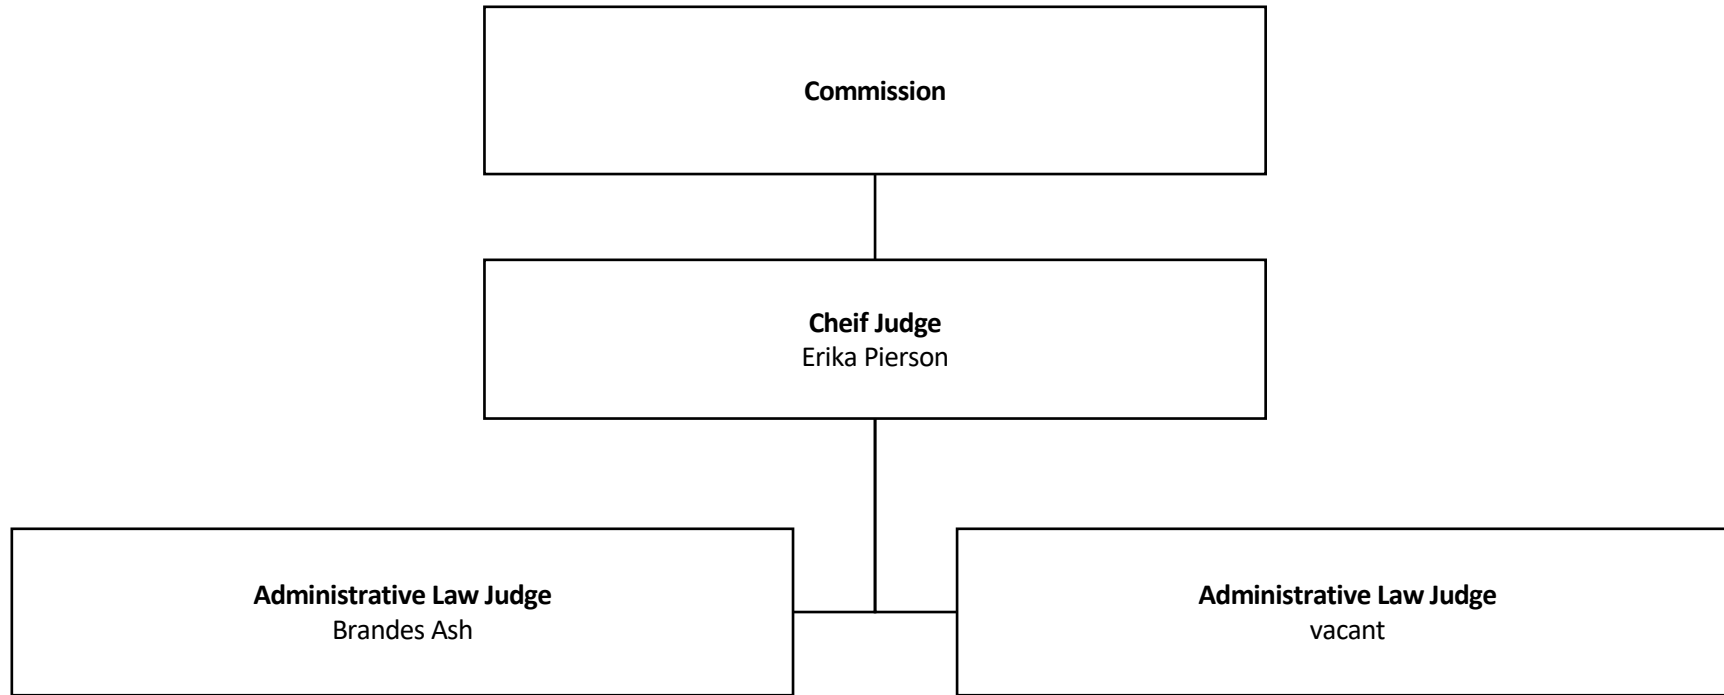 Commission
Cheif Judge
Erika Pierson
Administrative Law Judge
Brandes Ash
Administrative Law Judge
vacant